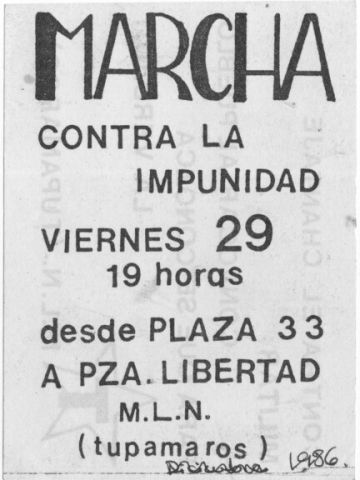 MARCHA
CONTRA LA
IMPUNIDAD
VIERNES 29
19 horas
desde PLAZA 33
A PZA. LIBERTAD
M.L.N.
(tupamaros)
1986.